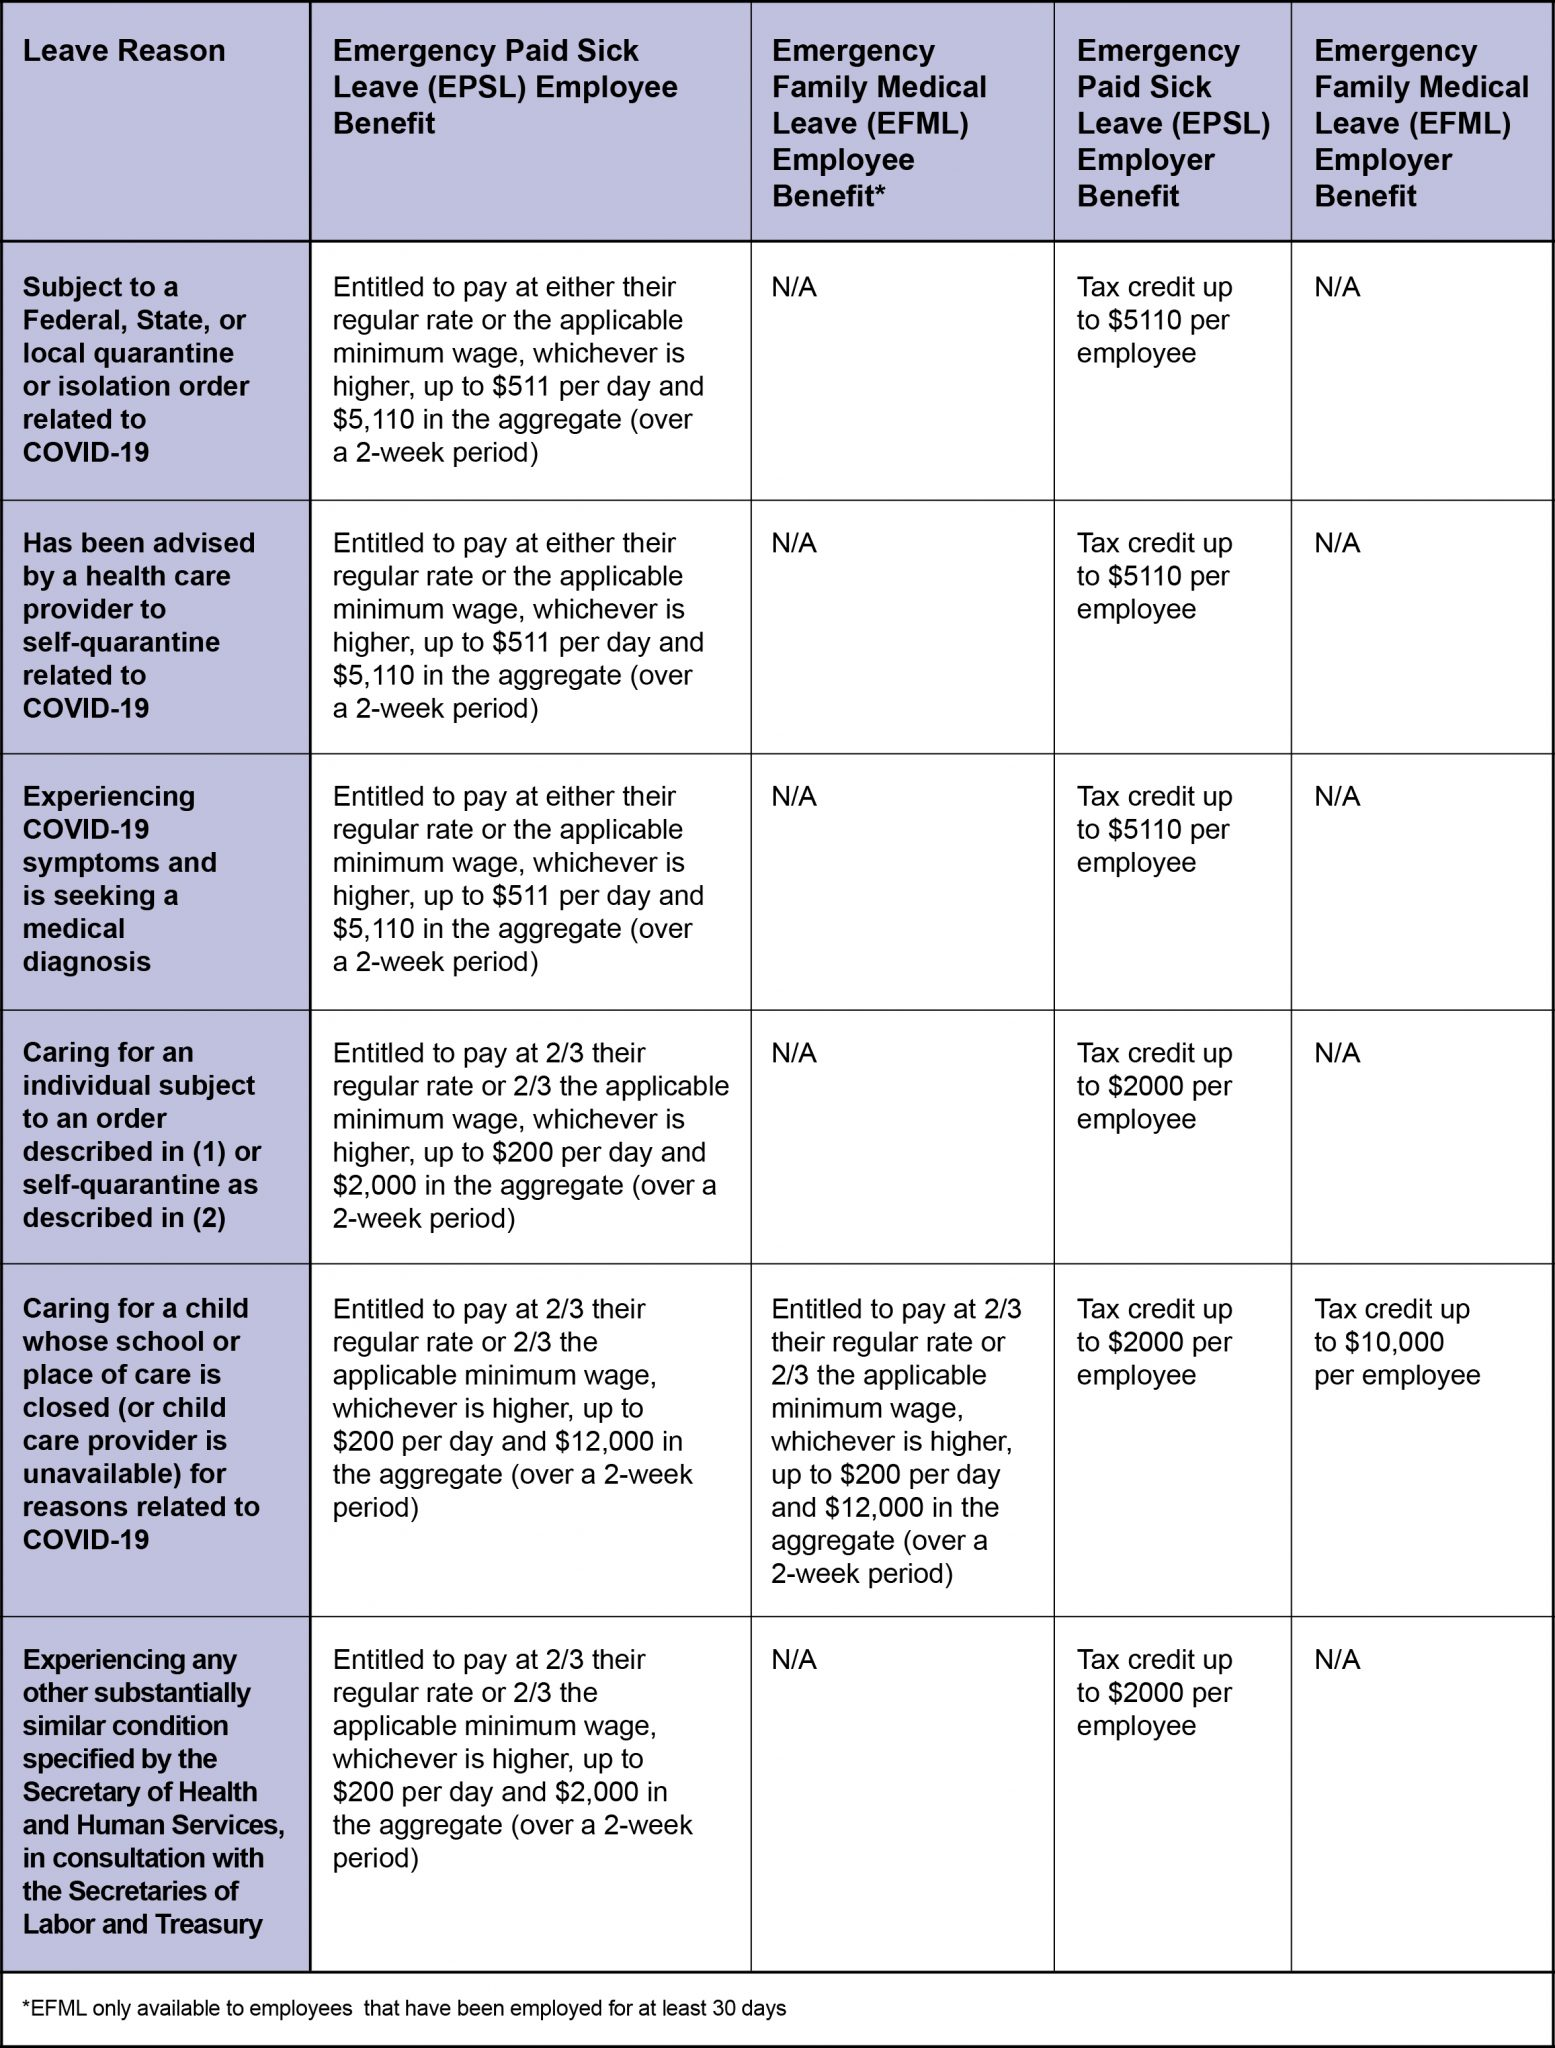 Leave Reason
Emergency Paid Sick
Leave (EPSL) Employee
Benefit
Emergency
Family Medical
Leave (EFML)
Employee
Benefit*
Emergency
Paid Sick
Leave (EPSL)
Employer
Benefit
Emergency
Family Medical
Leave (EFML)
Employer
Benefit
Subject to a
Federal, State, or
local quarantine
or isolation order
related to
COVID-19
Entitled to pay at either their
regular rate or the applicable
minimum wage, whichever is
higher, up to $511 per day and
$5,110 in the aggregate (over
a 2-week period)
N/A
Tax credit up
to $5110 per
employee
N/A
Has been advised
by a health care
provider to
self-quarantine
related to
COVID-19
Entitled to pay at either their
regular rate or the applicable
minimum wage, whichever is
higher, up to $511 per day and
$5,110 in the aggregate (over
a 2-week period)
N/A
Tax credit up
to $5110 per
employee
N/A
Experiencing
COVID-19
symptoms and
is seeking a
medical
diagnosis
Entitled to pay at either their
regular rate or the applicable
minimum wage, whichever is
higher, up to $511 per day and
$5,110 in the aggregate (over
a 2-week period)
N/A
Tax credit up
to $5110 per
employee
N/A
Caring for an
individual subject
to an order
described in (1) or
self-quarantine as
described in (2)
Entitled to pay at 2/3 their
regular rate or 2/3 the applicable
minimum wage, whichever is
higher, up to $200 per day and
$2,000 in the aggregate (over a
2-week period)
N/A
Tax credit up
to $2000 per
employee
N/A
Caring for a child
whose school or
place of care is
closed (or child
care provider is
unavailable) for
reasons related to
COVID-19
Entitled to pay at 2/3 their
regular rate or 2/3 the
applicable minimum wage,
whichever is higher, up to
$200 per day and $12,000 in
the aggregate (over a 2-week
period)
Entitled to pay at 2/3
their regular rate or
2/3 the applicable
minimum wage,
whichever is higher,
up to $200 per day
and $12,000 in the
aggregate (over a
2-week period)
Tax credit up
to $2000 per
employee
Tax credit up
to $10,000
per employee
Experiencing any
other substantially
similar condition
specified by the
Secretary of Health
and Human Services,
in consultation with
the Secretaries of
Labor and Treasury
Entitled to pay at 2/3 their
regular rate or 2/3 the
applicable minimum wage,
whichever is higher, up to
$200 per day and $2,000 in
the aggregate (over a 2-week
period)
N/A
Tax credit up
to $2000 per
employee
N/A
*EFML only available to employees  that have been employed for at least 30 days